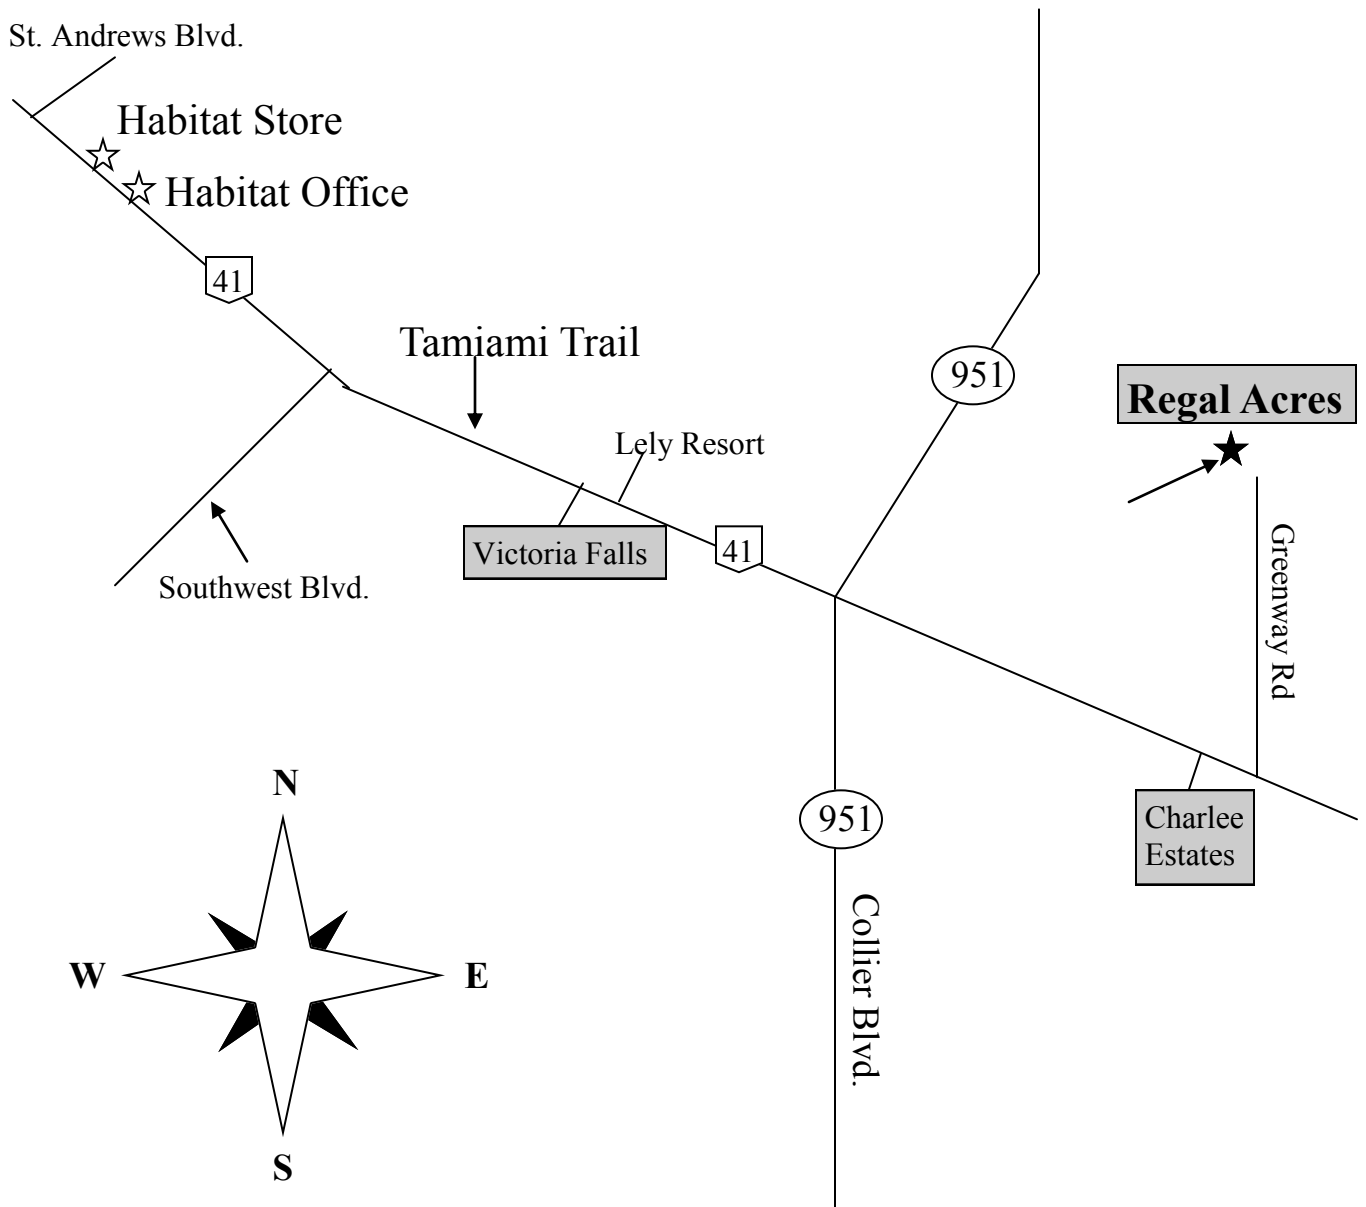 St. Andrews Blvd.
Habitat Store
Habitat Office
41
Tamiami Trail
951
Regal Acres
Lely Resort
Victoria Falls
41
Southwest Blvd.
Greenway Rd
N
951
Charlee
Estates
W
E
Collier Blvd.
S